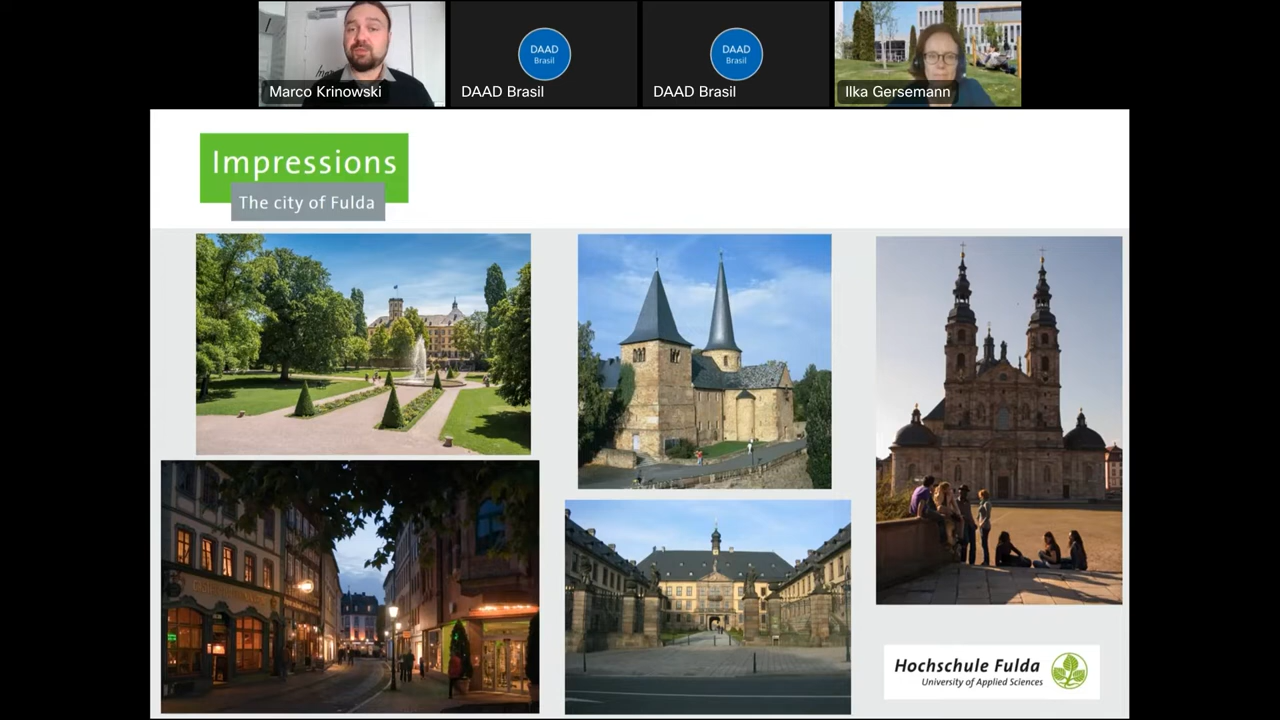 DAAD
Brasil
DAAD
Brasil
Marco Krinowski
DAAD Brasil
DAAD Brasil
Ilka Gersemann
Impressions
The city of Fulda
Hochschule Fulda
University of Applied Sciences